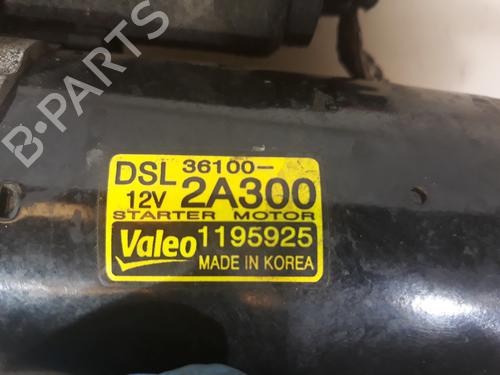 B-PARTS
DSL 36100-
12V 2A300
STARTER MOTOR
Valeo 1195925
MADE IN KOREA